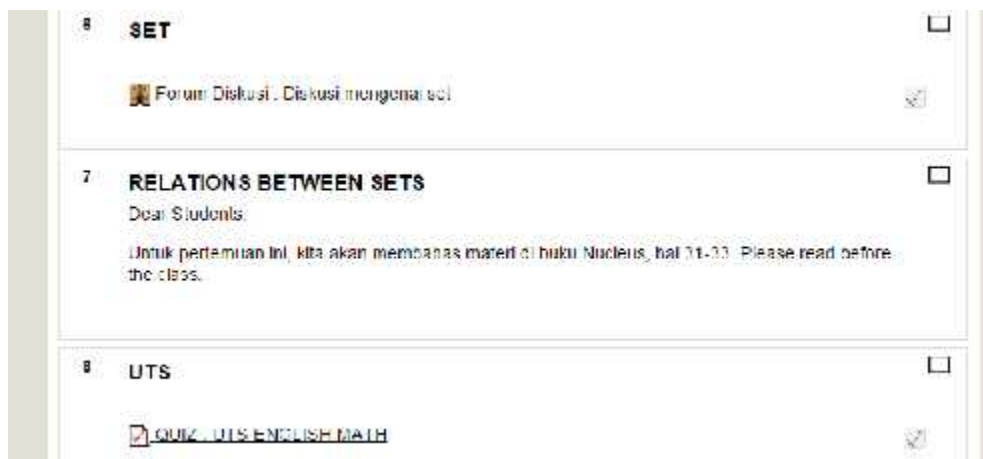 6
SET
Forum Diskusi : Diskusi mengenai set
7
RELATIONS BETWEEN SETS
Dear Students,
Untuk pertemuan ini, kita akan membahas materi di buku Nucleus, hal 31-33. Please read before
the class.
8
UTS
QUIZ : UTS ENGLISH MATH